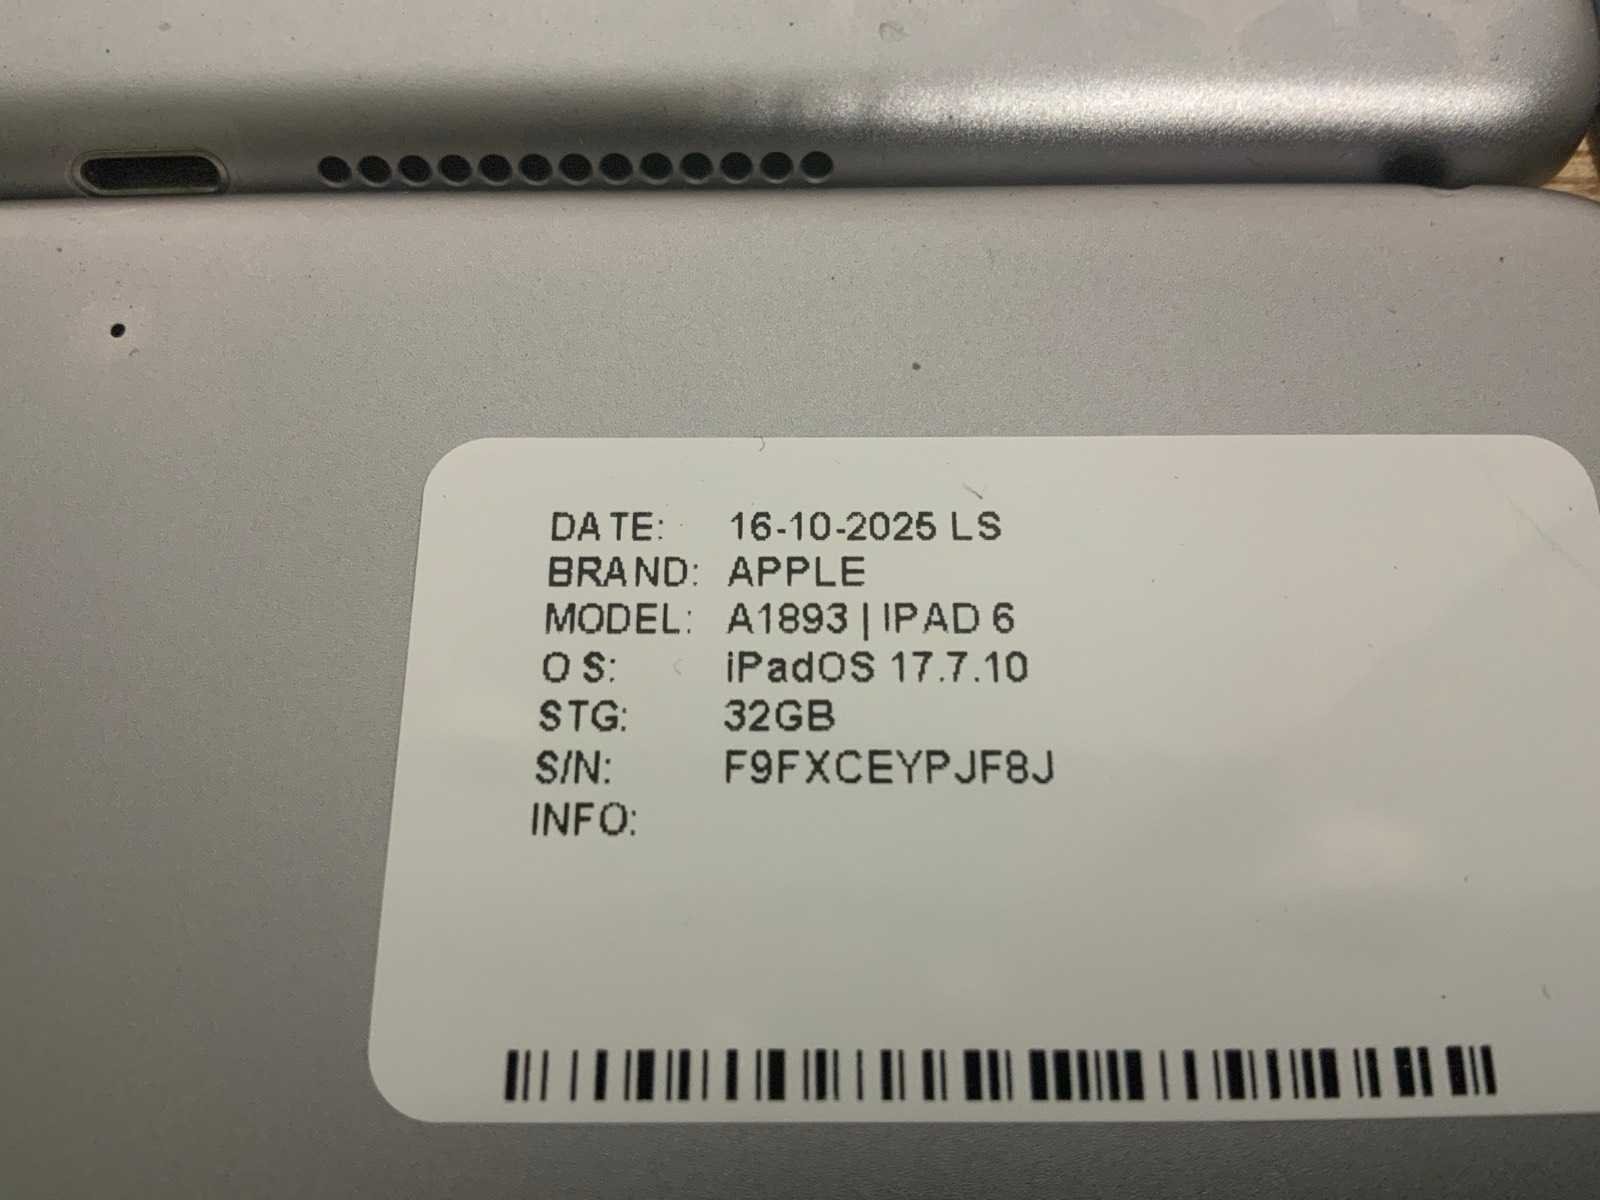 DATE: 16-10-2025 LS
BRAND: APPLE
MODEL: A1893 | IPAD 6
OS: iPadOS 17.7.10
STG: 32GB
S/N: F9FXCEYPJF8J
INFO: